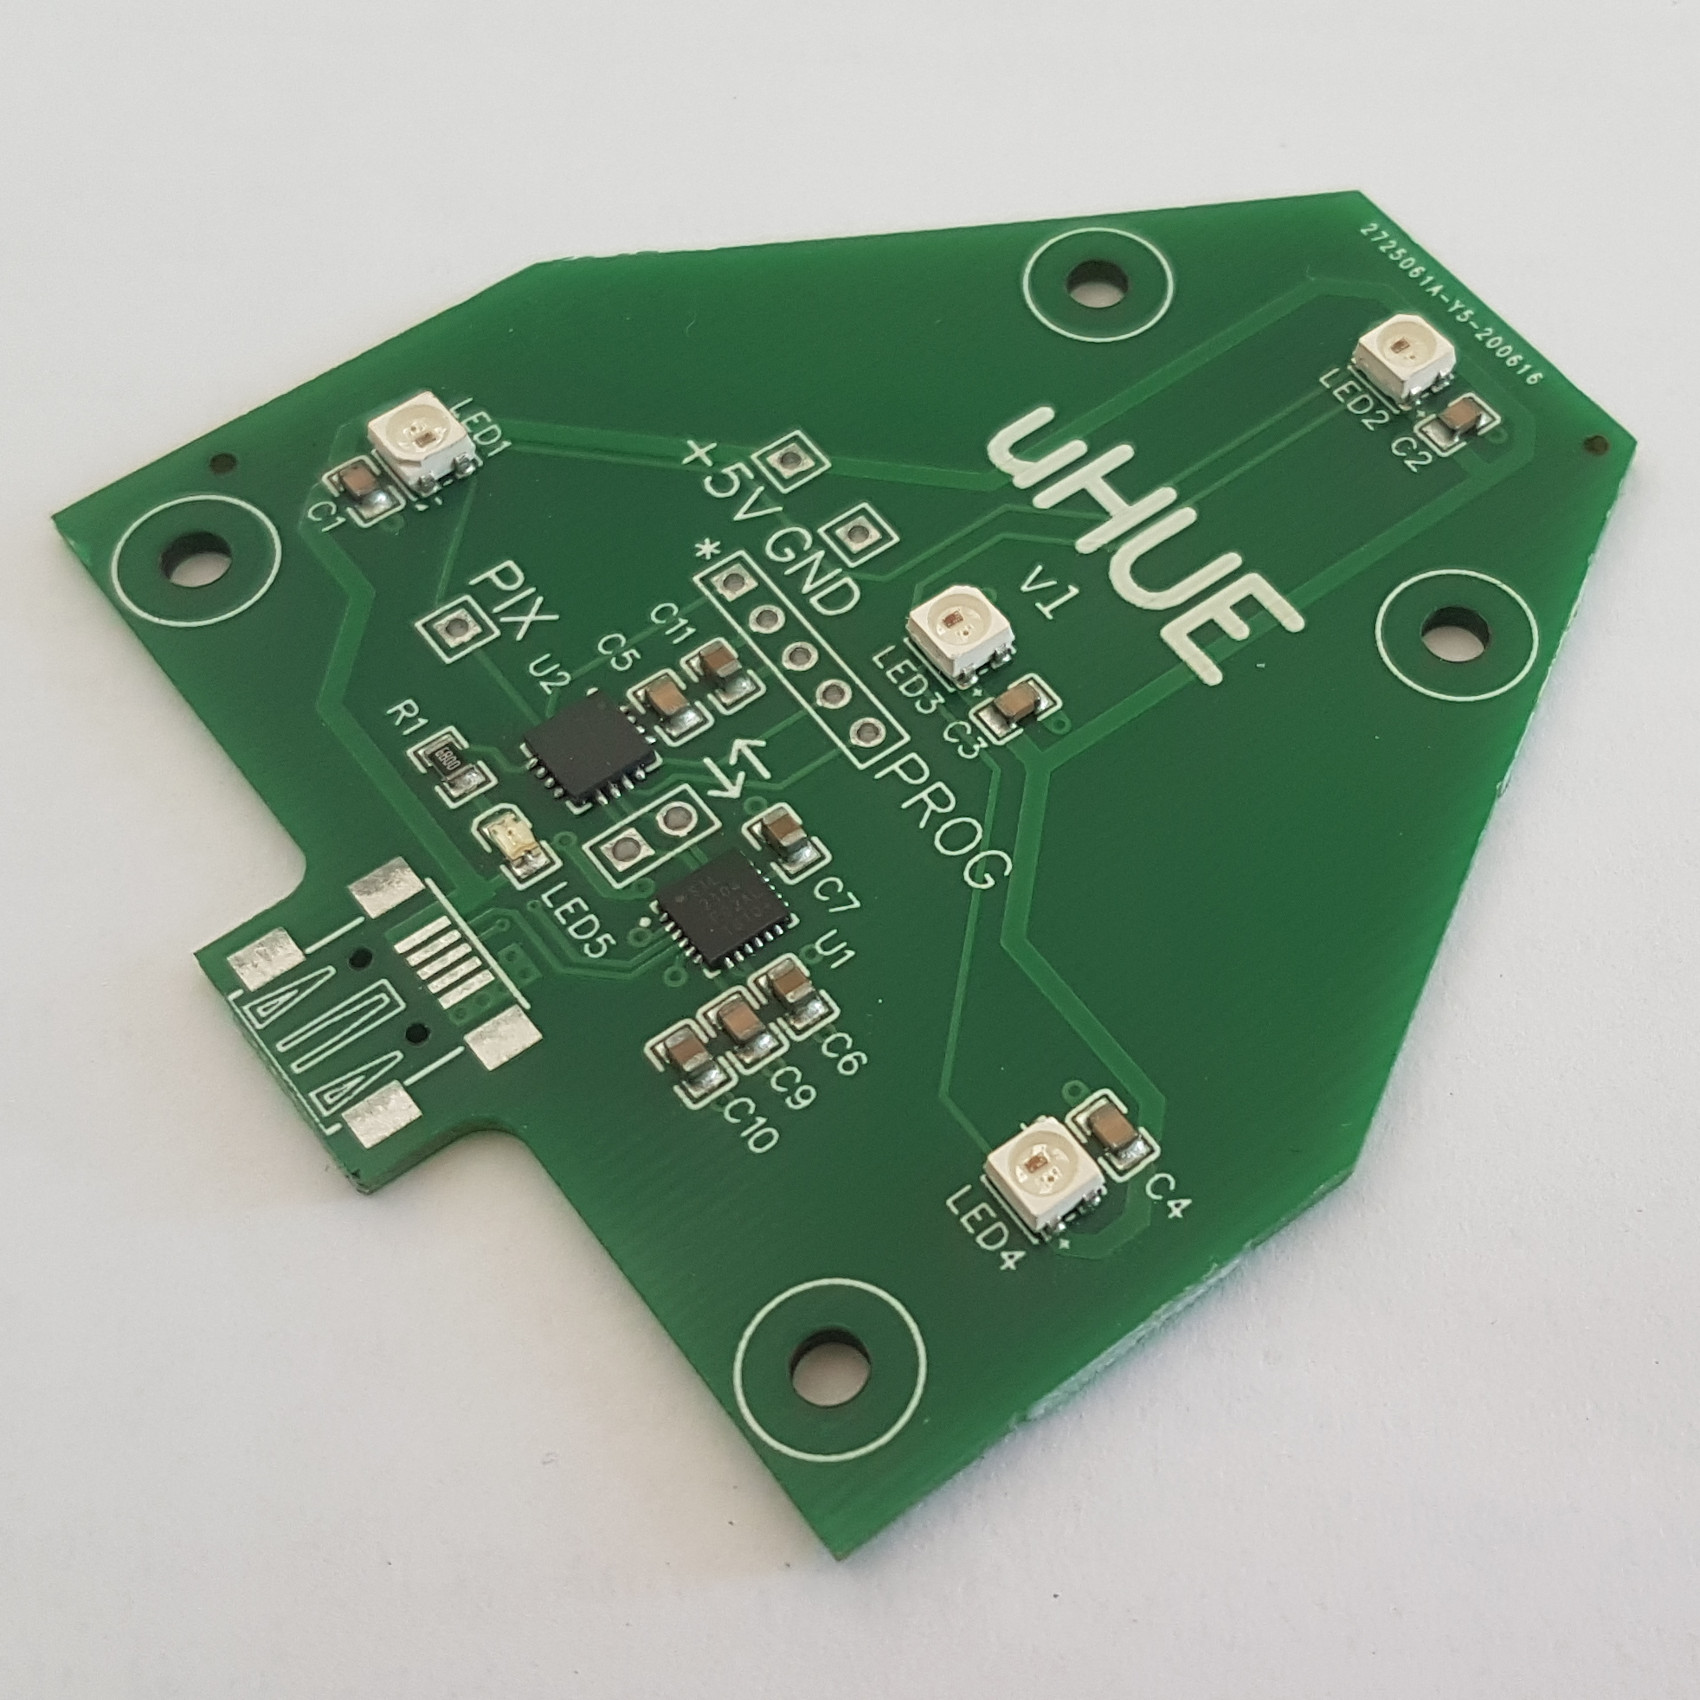 2725061A-Y5-200616
LED2
C2
uHUE
v1
LED1
C1
+5V
GND
*
PIX
PROG
LED3
C3
C11
C5
U2
R1
6800
LED5
C7
U1
C6
C9
C10
C4
LED4